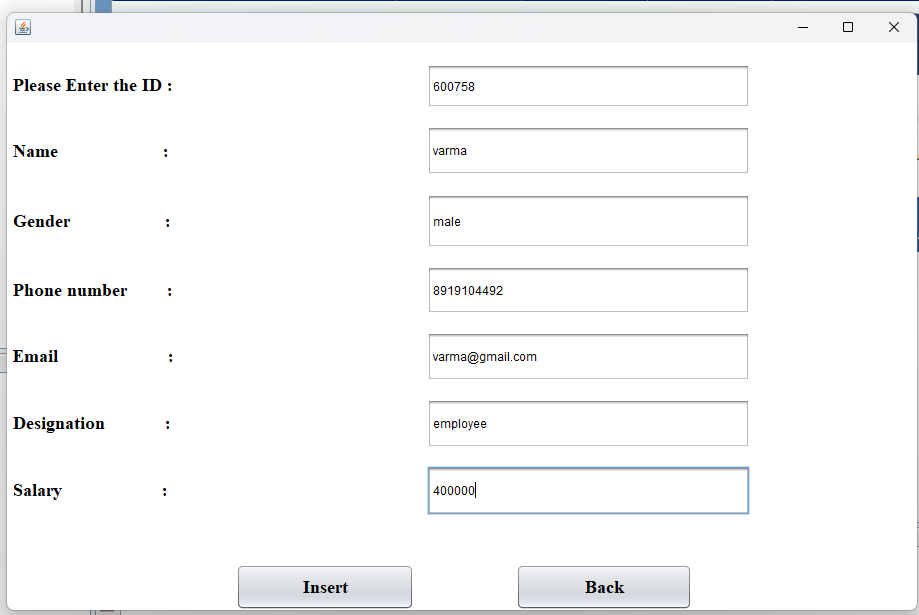 Please Enter the ID : 600758
Name : varma
Gender : male
Phone number : 8919104492
Email : varma@gmail.com
Designation : employee
Salary : 400000
Insert Back